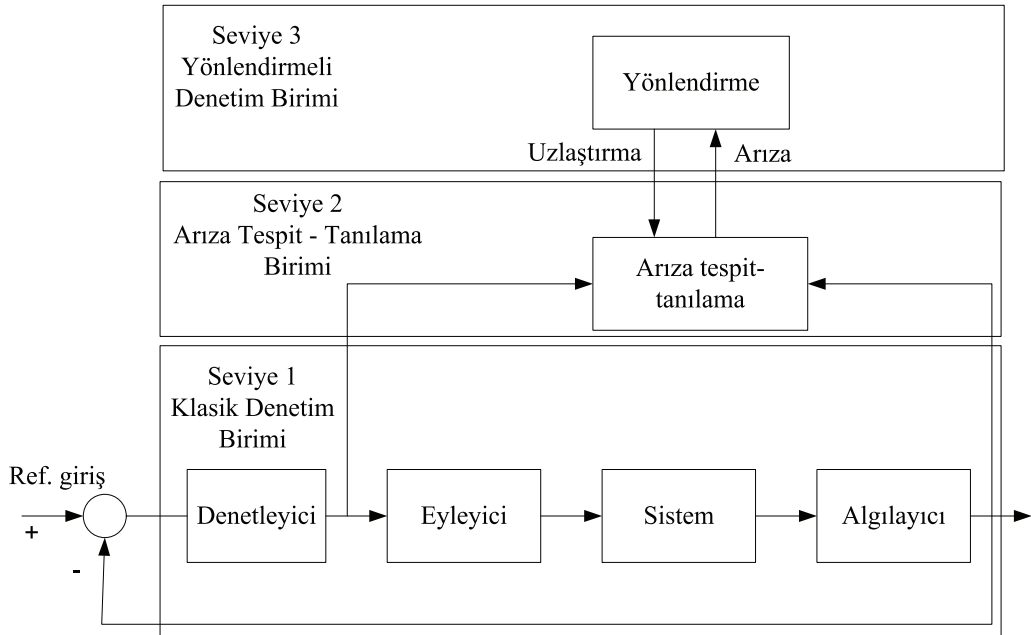 Seviye 3
Yönlendirmeli
Denetim Birimi
Yönlendirme
Uzlaştırma
Arıza
Seviye 2
Arıza Tespit - Tanılama
Birimi
Arıza tespit-
tanılama
Seviye 1
Klasik Denetim
Birimi
Ref. giriş
+
-
Denetleyici
Eyleyici
Sistem
Algılayıcı